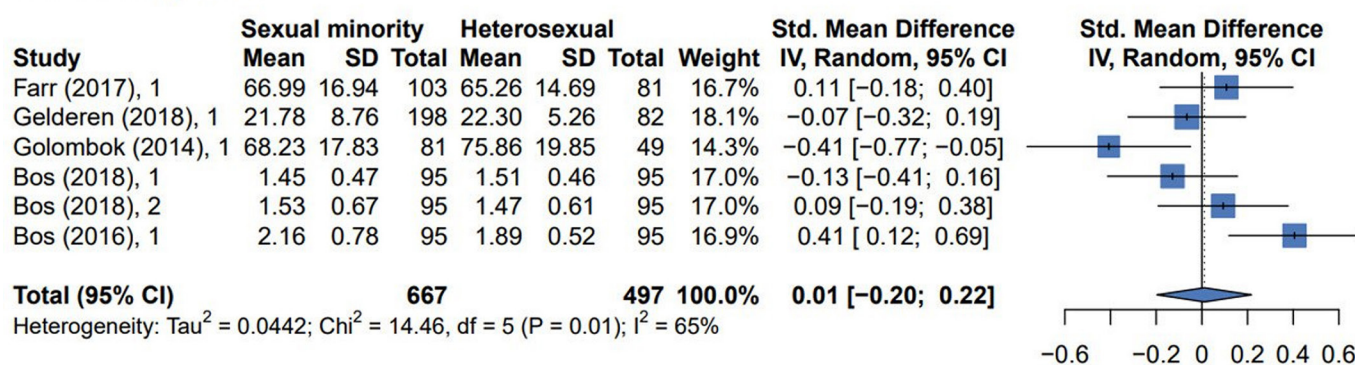 Sexual minority Heterosexual Std. Mean Difference Std. Mean Difference
Study Mean SD Total Mean SD Total Weight IV, Random, 95% CI IV, Random, 95% CI
Farr (2017), 1 66.99 16.94 103 65.26 14.69 81 16.7% 0.11 [−0.18; 0.40]
Gelderen (2018), 1 21.78 8.76 198 22.30 5.26 82 18.1% −0.07 [−0.32; 0.19]
Golombok (2014), 1 68.23 17.83 81 75.86 19.85 49 14.3% −0.41 [−0.77; −0.05]
Bos (2018), 1 1.45 0.47 95 1.51 0.46 95 17.0% −0.13 [−0.41; 0.16]
Bos (2018), 2 1.53 0.67 95 1.47 0.61 95 17.0% 0.09 [−0.19; 0.38]
Bos (2016), 1 2.16 0.78 95 1.89 0.52 95 16.9% 0.41 [ 0.12; 0.69]
Total (95% CI) 667 497 100.0% 0.01 [−0.20; 0.22]
Heterogeneity: Tau² = 0.0442; Chi² = 14.46, df = 5 (P = 0.01); I² = 65%
−0.6 −0.2 0 0.2 0.4 0.6